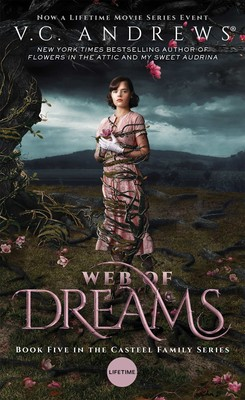 NOW A LIFETIME MOVIE SERIES EVENT
V.C. ANDREWS®
NEW YORK TIMES BESTSELLING AUTHOR OF
FLOWERS IN THE ATTIC AND MY SWEET AUDRINA
WEB OF
DREAMS
BOOK FIVE IN THE CASTEEL FAMILY SERIES
LIFETIME